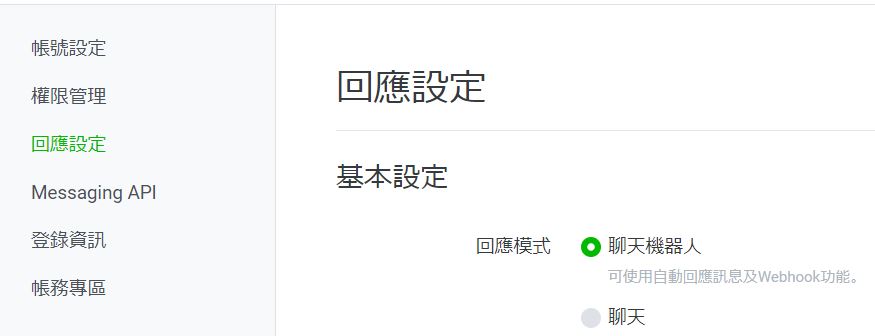 帳號設定
權限管理
回應設定
Messaging API
登錄資訊
帳務專區
回應設定
基本設定
回應模式 聊天機器人
可使用自動回應訊息及Webhook功能。
聊天